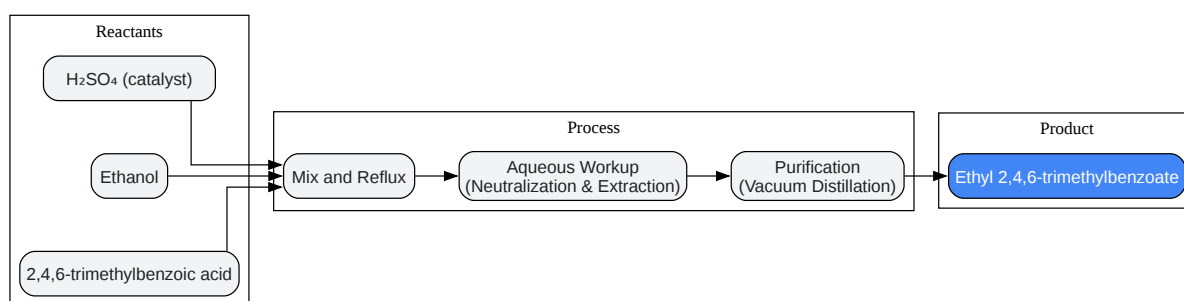 Reactants
H₂SO₄ (catalyst)
Ethanol
2,4,6-trimethylbenzoic acid
Process
Mix and Reflux
Aqueous Workup
(Neutralization & Extraction)
Purification
(Vacuum Distillation)
Product
Ethyl 2,4,6-trimethylbenzoate